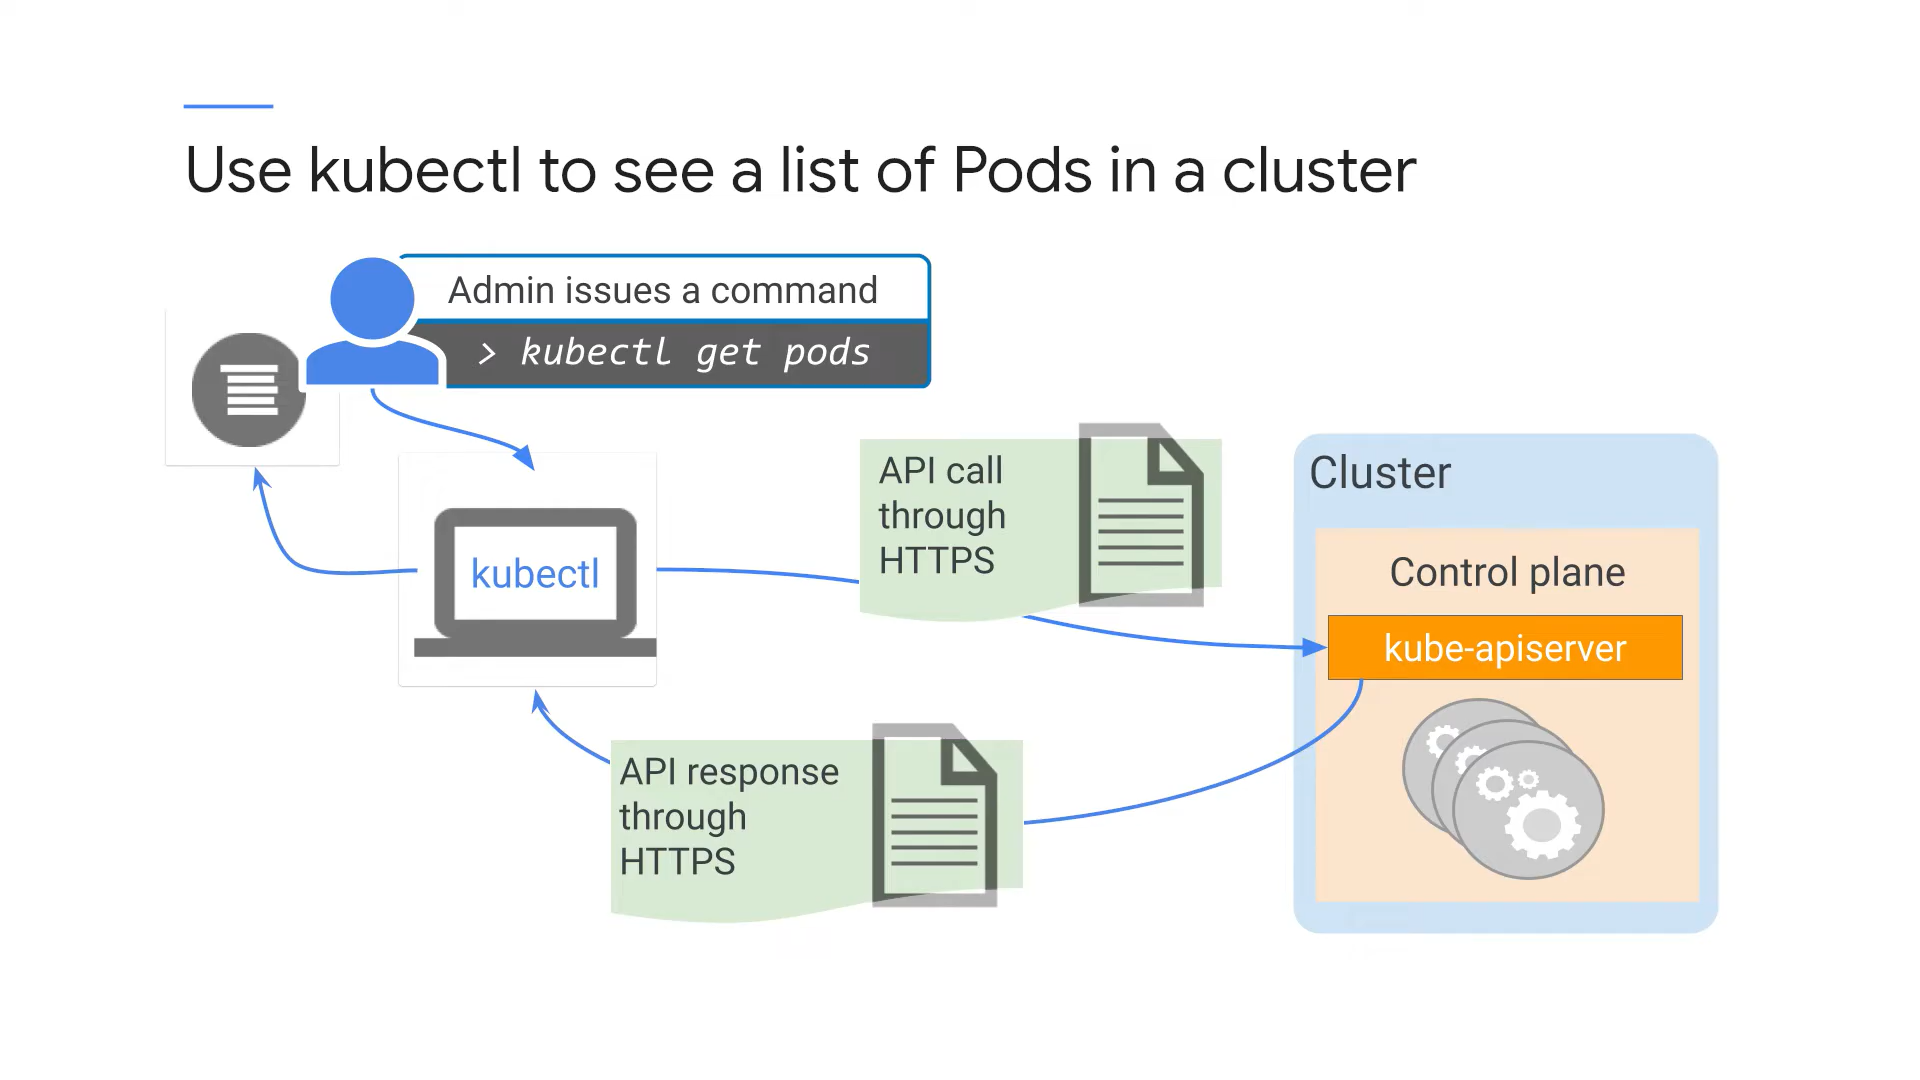 Use kubectl to see a list of Pods in a cluster
Admin issues a command
> kubectl get pods
kubectl
API call
through
HTTPS
Cluster
Control plane
kube-apiserver
API response
through
HTTPS